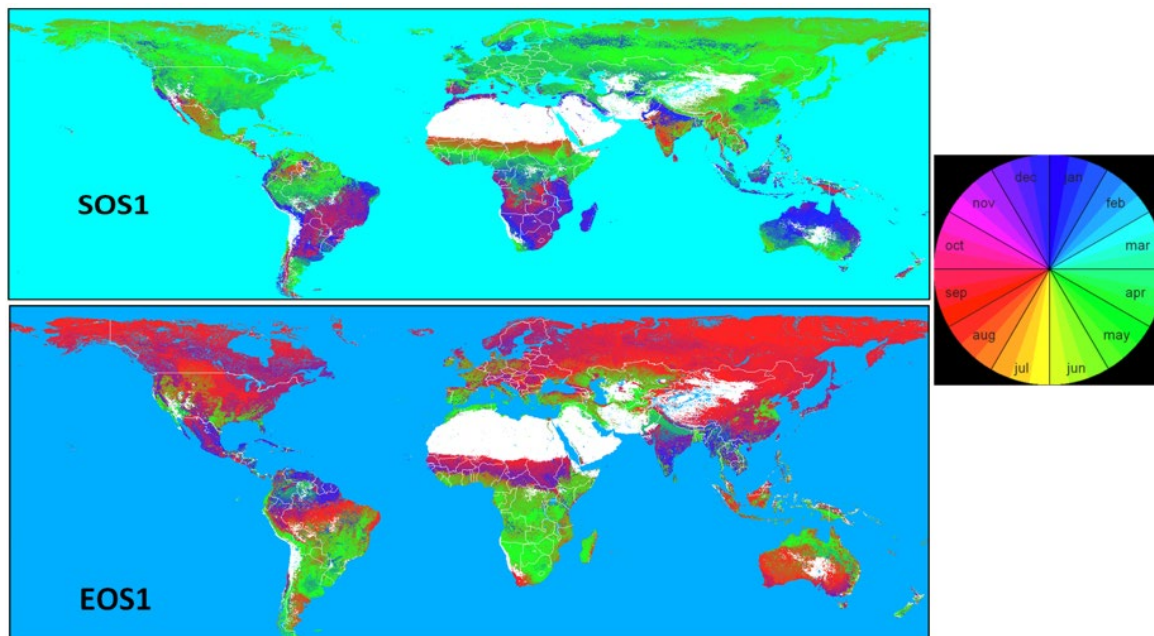 SOS1
EOS1
dec jan
nov feb
oct mar
sep apr
aug may
jul jun